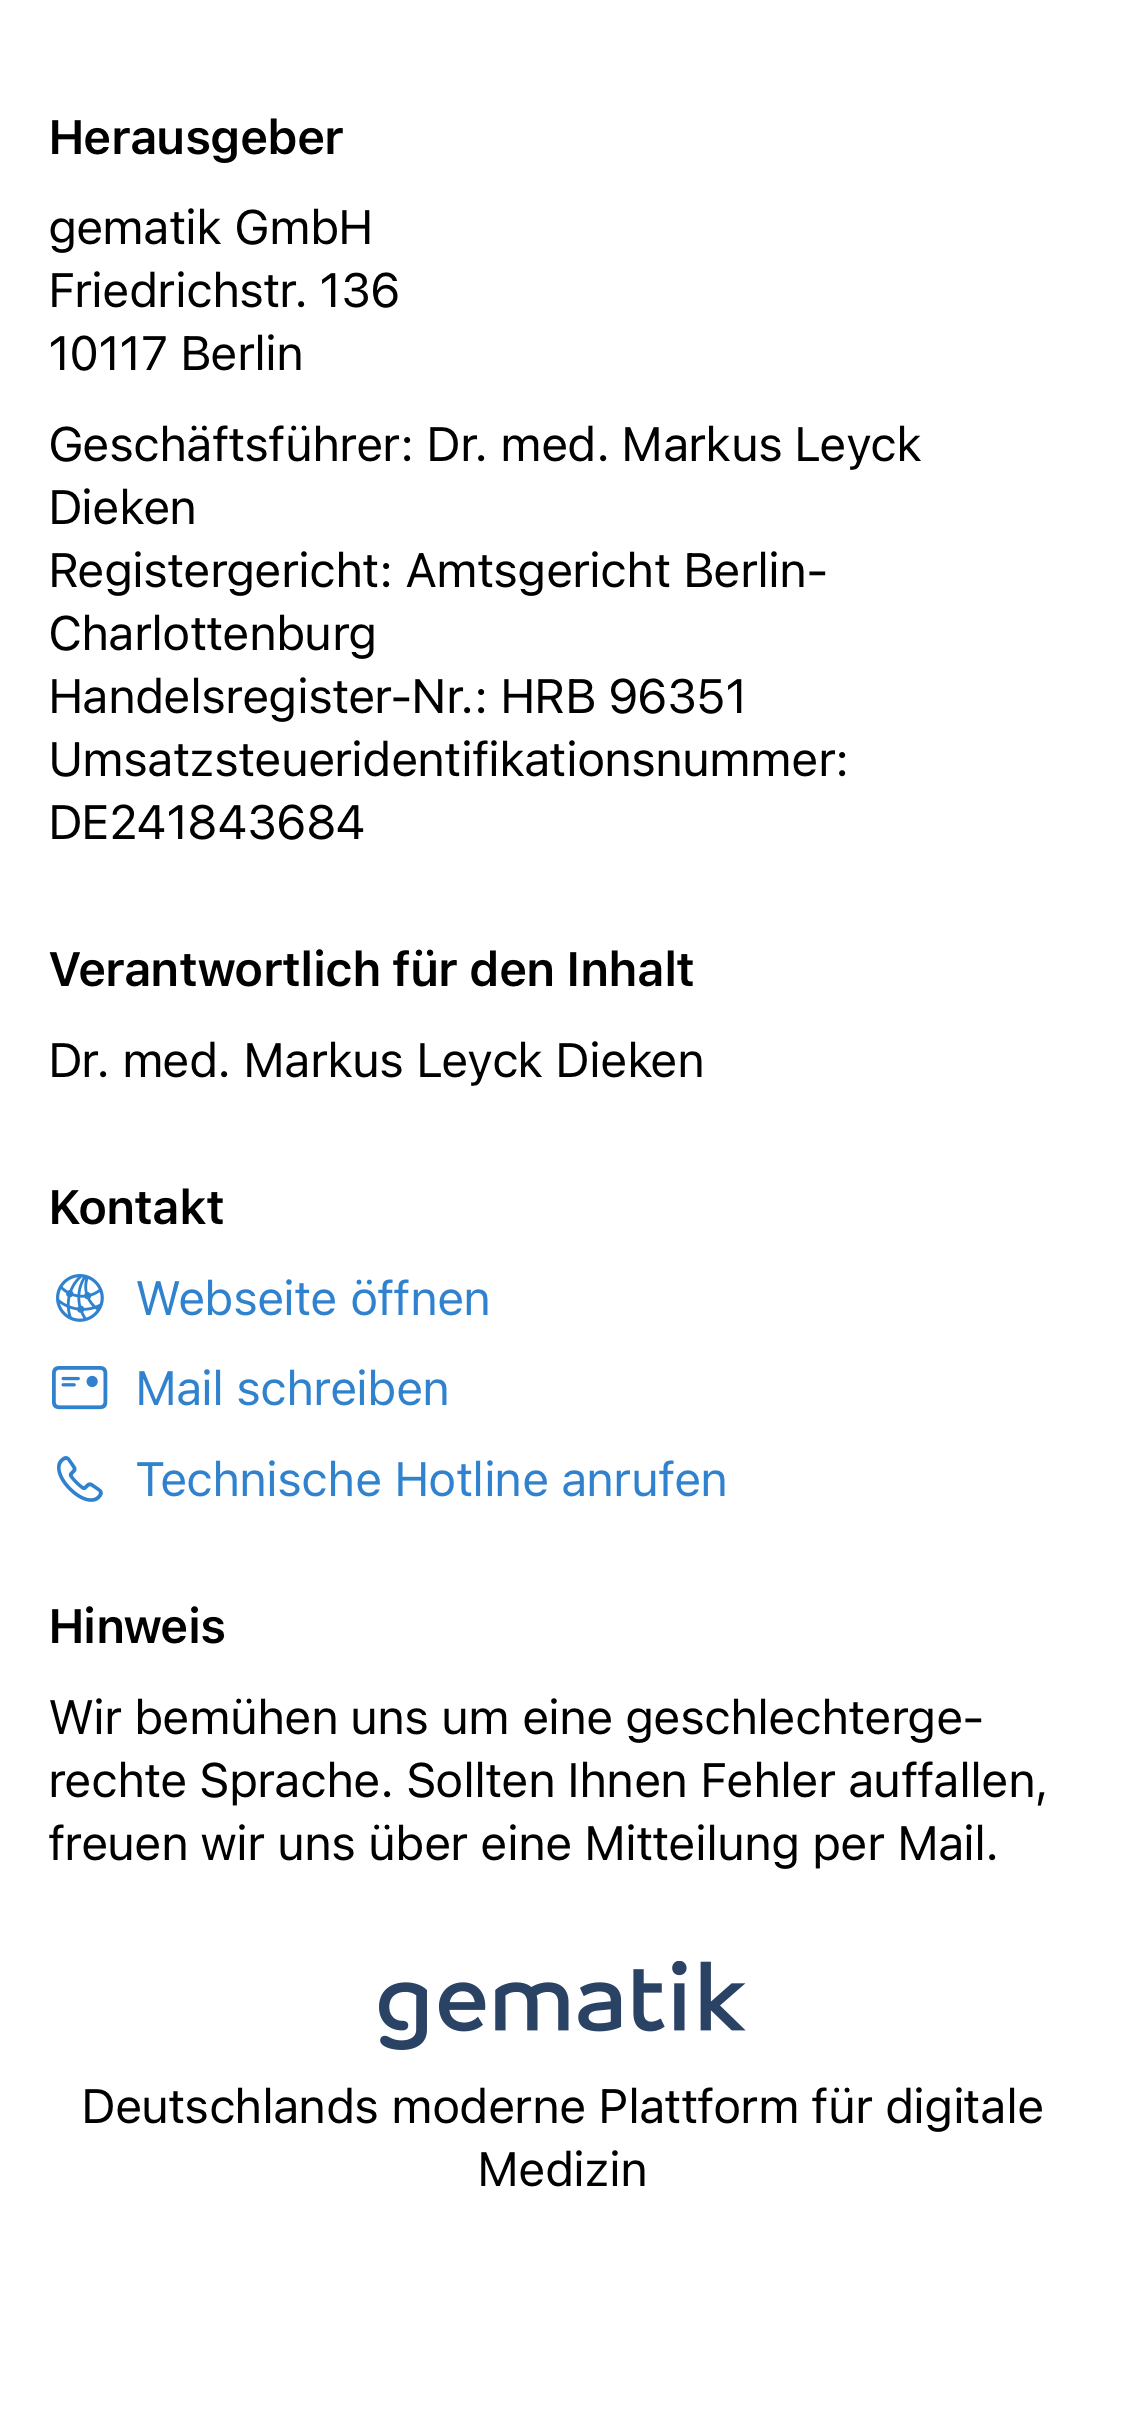 Herausgeber
gematik GmbH
Friedrichstr. 136
10117 Berlin
Geschäftsführer: Dr. med. Markus Leyck
Dieken
Registergericht: Amtsgericht Berlin-
Charlottenburg
Handelsregister-Nr.: HRB 96351
Umsatzsteueridentifikationsnummer:
DE241843684
Verantwortlich für den Inhalt
Dr. med. Markus Leyck Dieken
Kontakt
Webseite öffnen
Mail schreiben
Technische Hotline anrufen
Hinweis
Wir bemühen uns um eine geschlechterge-
rechte Sprache. Sollten Ihnen Fehler auffallen,
freuen wir uns über eine Mitteilung per Mail.
gematik
Deutschlands moderne Plattform für digitale
Medizin